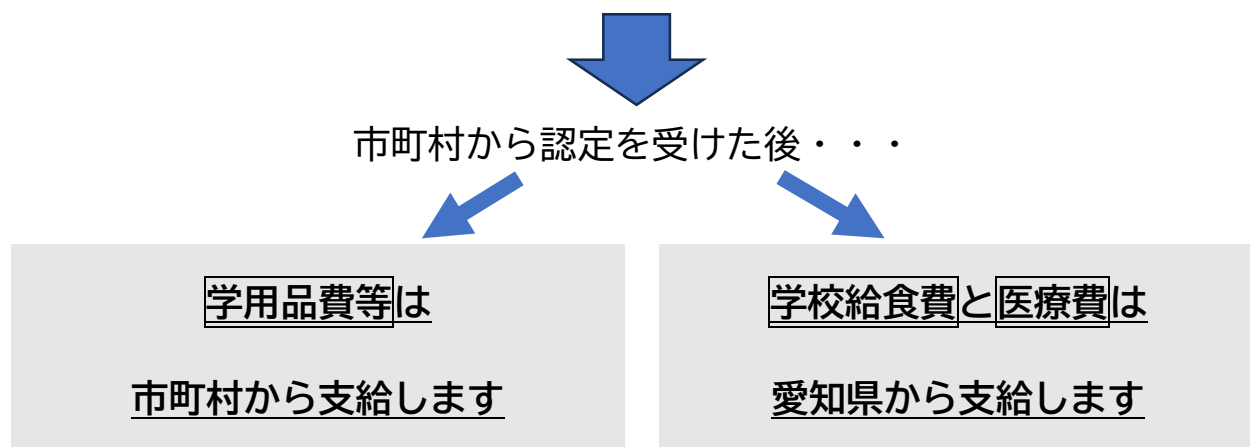 市町村から認定を受けた後・・・
学用品費等は
市町村から支給します
学校給食費と医療費は
愛知県から支給します